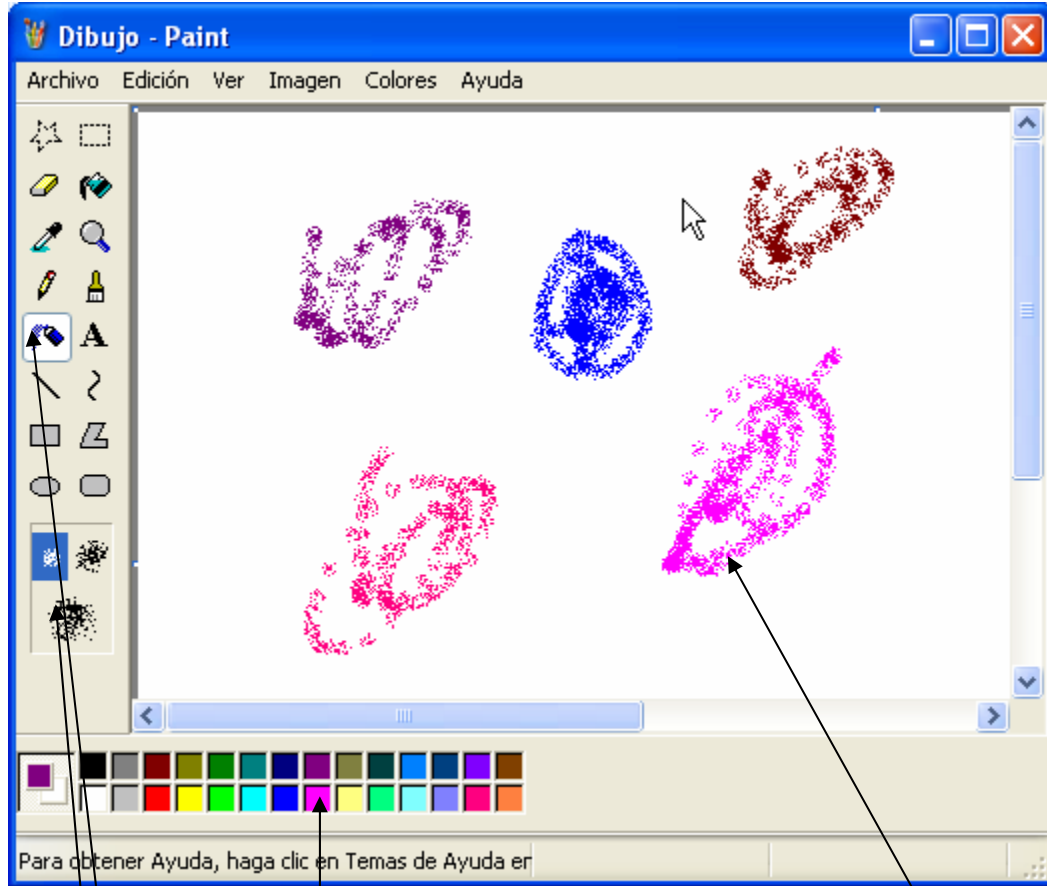 Dibujo - Paint
Archivo Edición Ver Imagen Colores Ayuda
A
Para obtener Ayuda, haga clic en Temas de Ayuda en